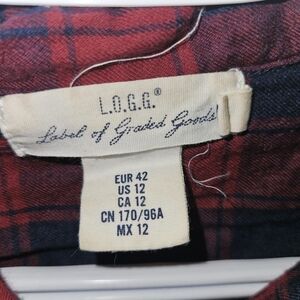 L.O.G.G.®
Label of Graded Goods
EUR 42
US 12
CA 12
CN 170/96A
MX 12